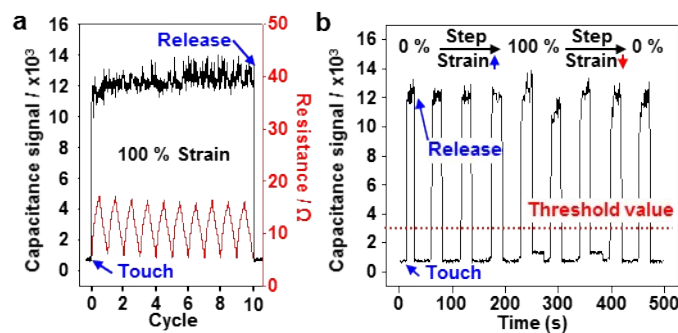 a
Capacitance signal / x10³
16
14
12
10
8
6
4
2
0
Release
100 % Strain
Touch
0 2 4 6 8 10
Cycle
50
40
30
20
10
0
Resistance / Ω
b
Capacitance signal / x10³
16
14
12
10
8
6
4
2
0
0 % Step 100 % Step 0 %
Strain Strain
Release
Threshold value
Touch
0 100 200 300 400 500
Time (s)